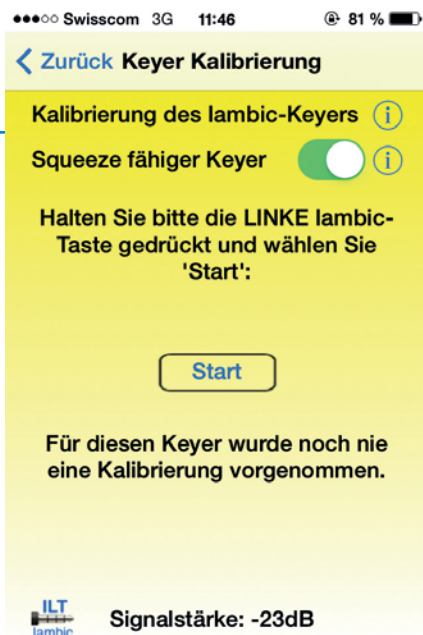 Swisscom 3G 11:46 81 %
Zurück Keyer Kalibrierung
Kalibrierung des Iambic-Keyers i
Squeeze fähiger Keyer i
Halten Sie bitte die LINKE Iambic-
Taste gedrückt und wählen Sie
'Start':
Start
Für diesen Keyer wurde noch nie
eine Kalibrierung vorgenommen.
ILT
Iambic
Signalstärke: -23dB